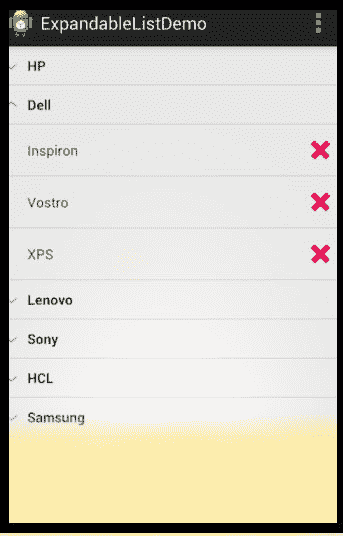 ExpandableListDemo
HP
Dell
Inspiron
Vostro
XPS
Lenovo
Sony
HCL
Samsung